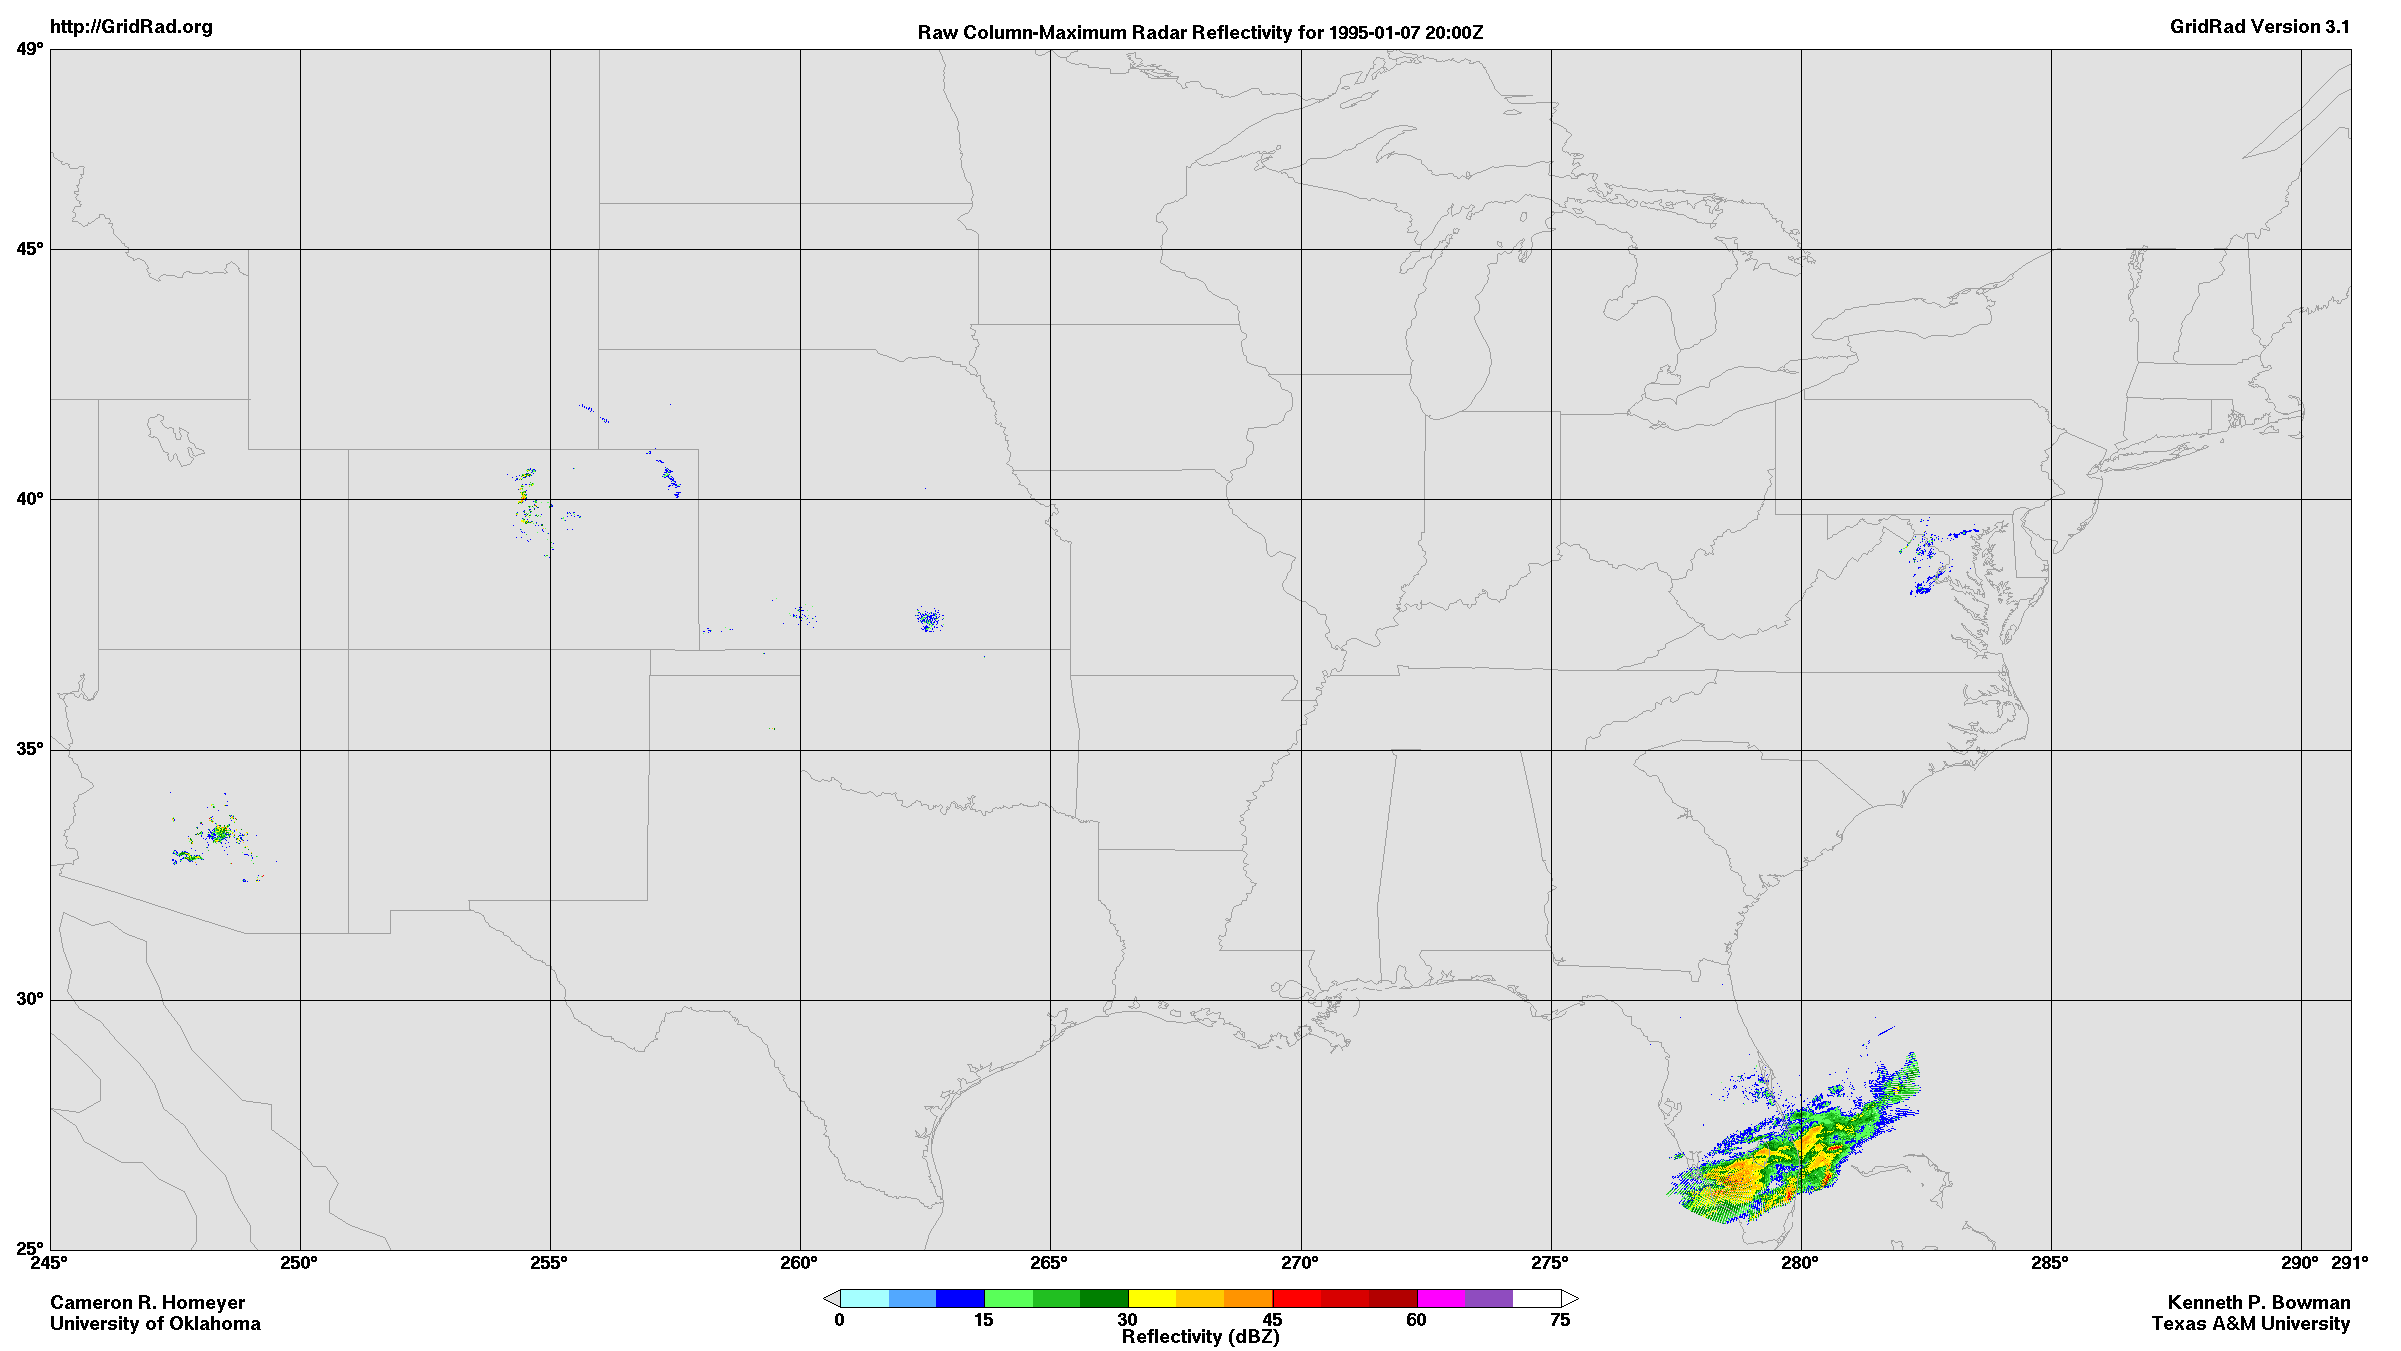 http://GridRad.org
Raw Column-Maximum Radar Reflectivity for 1995-01-07 20:00Z
GridRad Version 3.1
49°
45°
40°
35°
30°
25°
245° 250° 255° 260° 265° 270° 275° 280° 285° 290° 291°
Cameron R. Homeyer
University of Oklahoma
0 15 30 45 60 75
Reflectivity (dBZ)
Kenneth P. Bowman
Texas A&M University